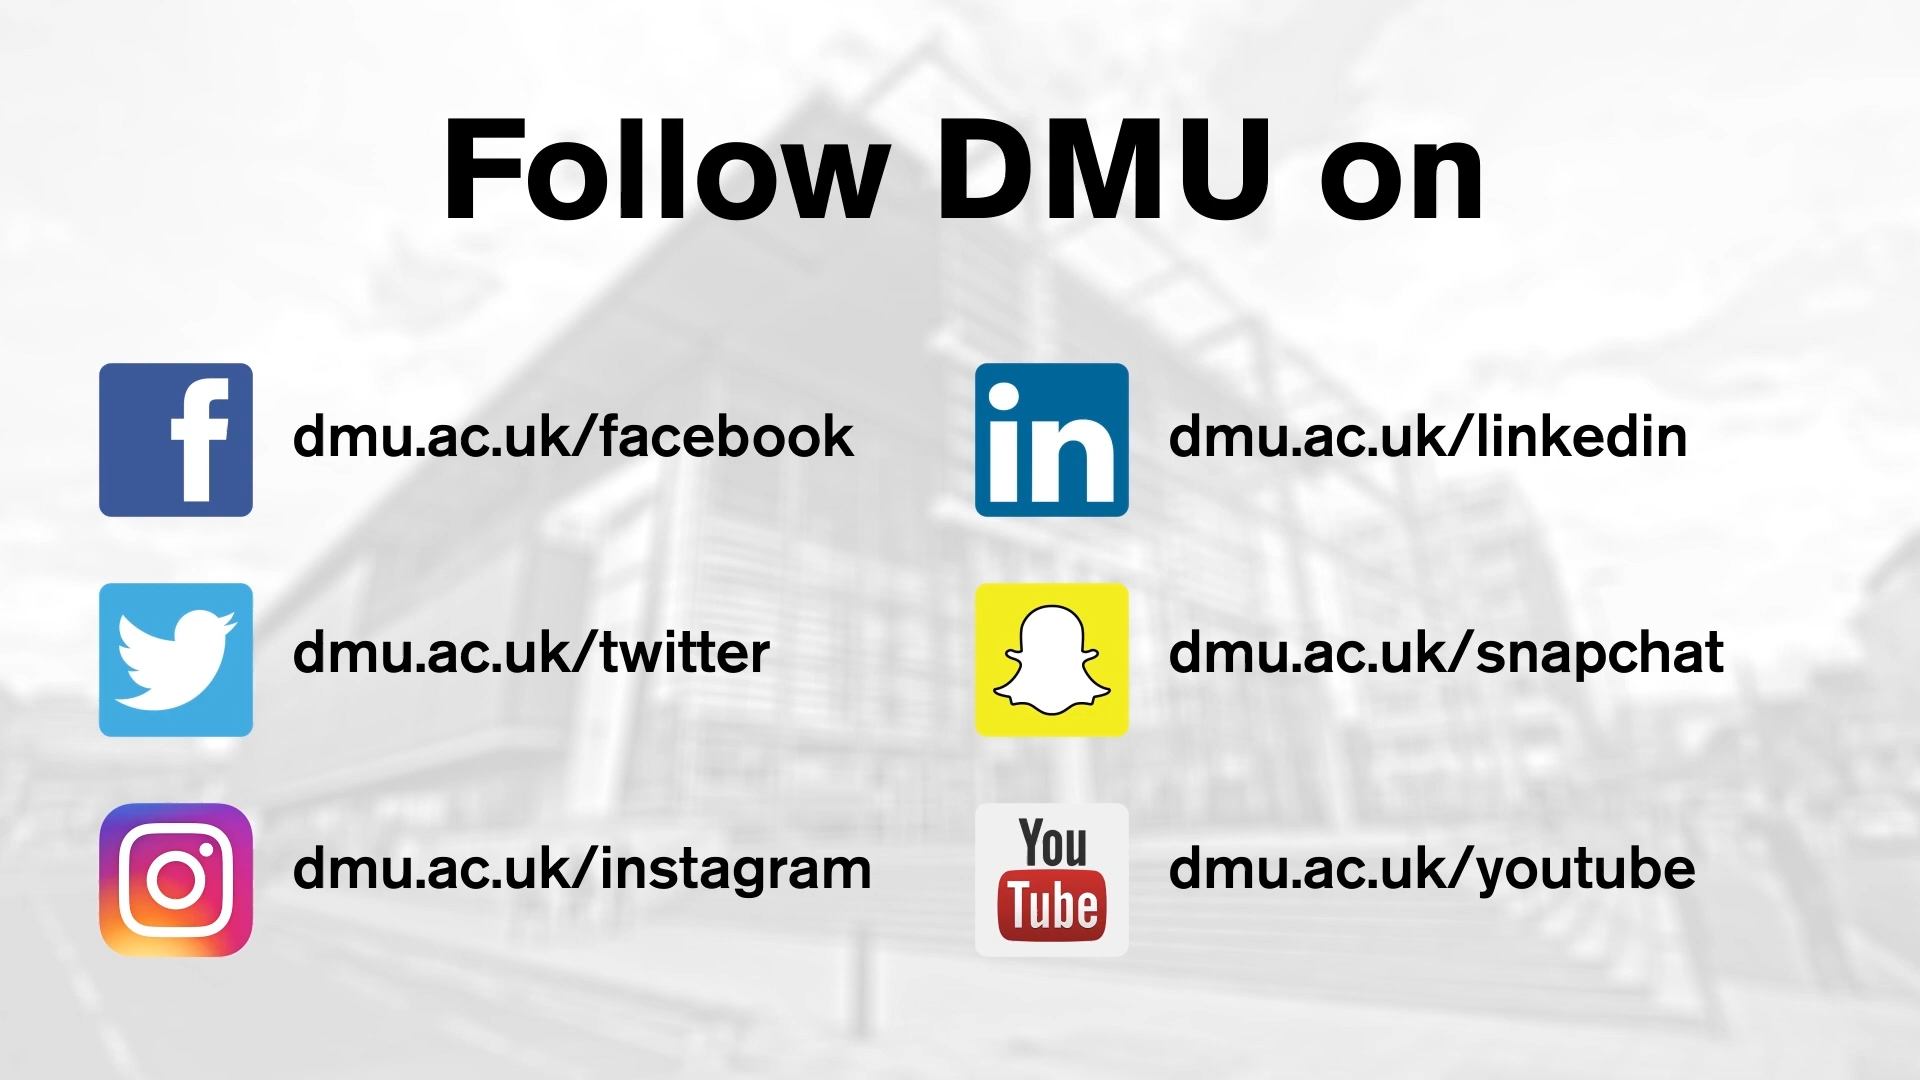 Follow DMU on
dmu.ac.uk/facebook
dmu.ac.uk/twitter
dmu.ac.uk/instagram
in
dmu.ac.uk/linkedin
dmu.ac.uk/snapchat
You
Tube
dmu.ac.uk/youtube